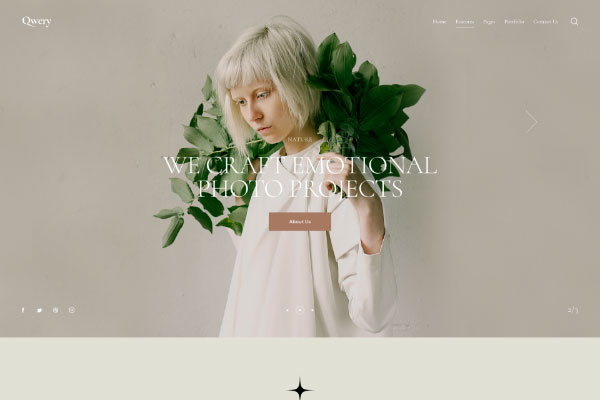 Qwery
Home Features Pages Portfolio Contact Us
NATURE
WE CRAFT EMOTIONAL
PHOTO PROJECTS
About Us
2/3